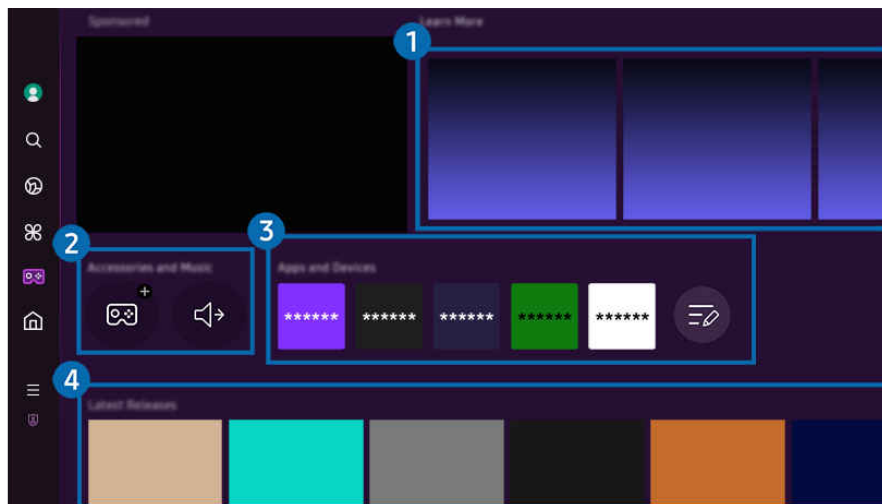 Sponsored
Learn More
1
2
3
Accessories and Music
Apps and Devices
****** ****** ****** ****** ******
4
Latest Releases